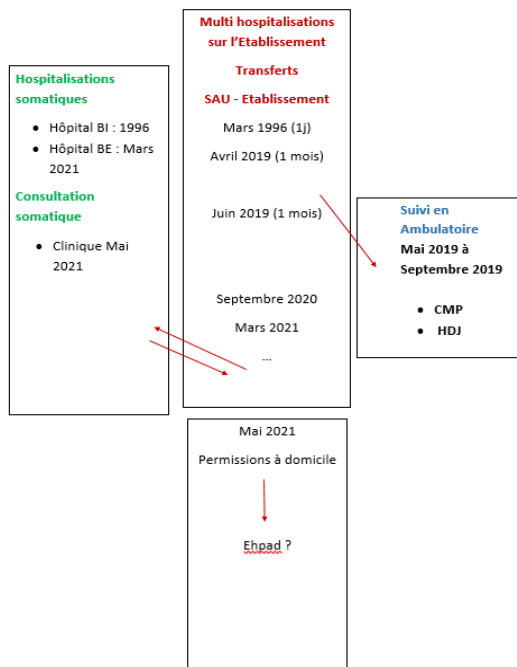 Multi hospitalisations
sur l’Etablissement
Transferts
SAU - Etablissement
Mars 1996 (1j)
Avril 2019 (1 mois)
Juin 2019 (1 mois)
Septembre 2020
Mars 2021
...
Hospitalisations
somatiques
Hôpital BI : 1996
Hôpital BE : Mars
2021
Consultation
somatique
Clinique Mai
2021
Suivi en
Ambulatoire
Mai 2019 à
Septembre 2019
CMP
HDJ
Mai 2021
Permissions à domicile
Ehpad ?